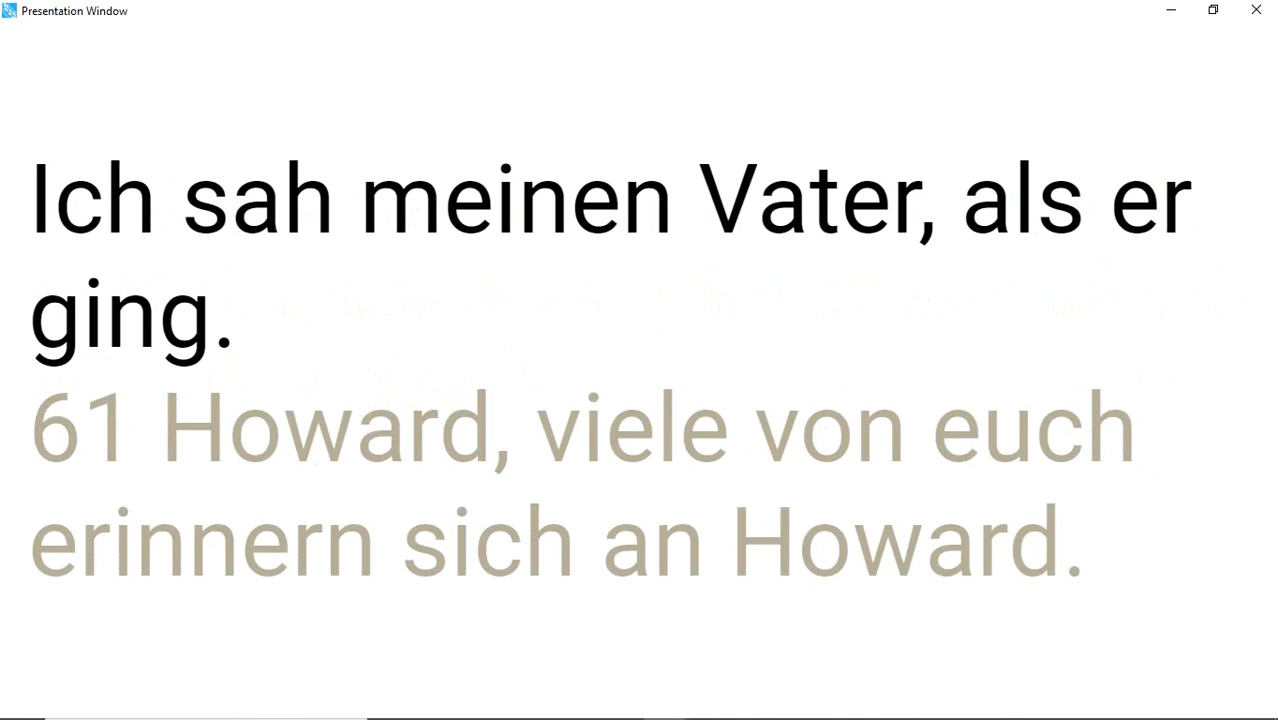 Presentation Window
Ich sah meinen Vater, als er
ging.
61 Howard, viele von euch
erinnern sich an Howard.